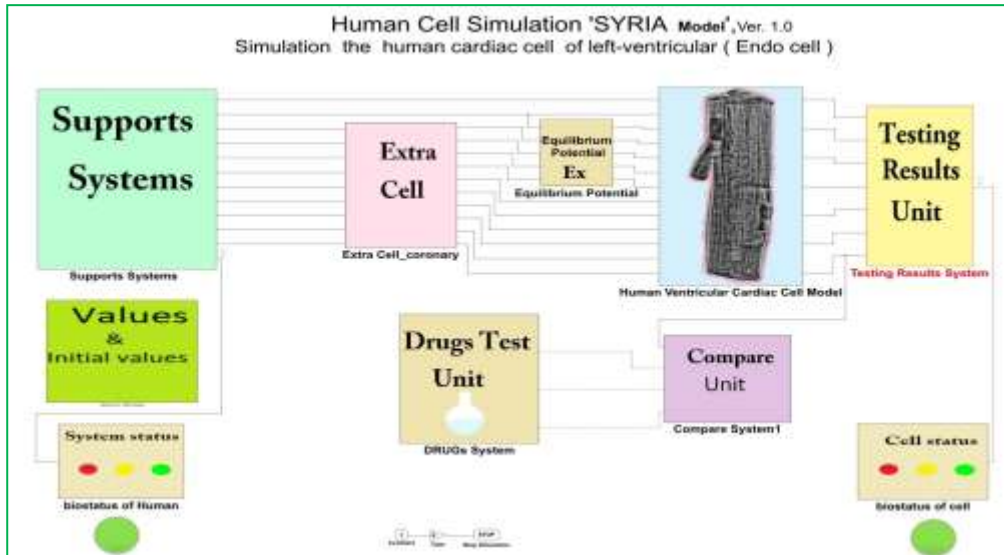 Human Cell Simulation 'SYRIA Model', Ver. 1.0
Simulation the human cardiac cell of left-ventricular ( Endo cell )
Supports
Systems
Supports Systems
Extra
Cell
Extra Cell_coronary
Equilibrium
Potential
Ex
Equilibrium Potential
Human Ventricular Cardiac Cell Model
Testing
Results
Unit
Testing Results System
Values
&
Initial values
Drugs Test
Unit
DRUGs System
Compare
Unit
Compare System1
System status
biostatus of Human
Cell status
biostatus of cell
STOP
Stop Simulation